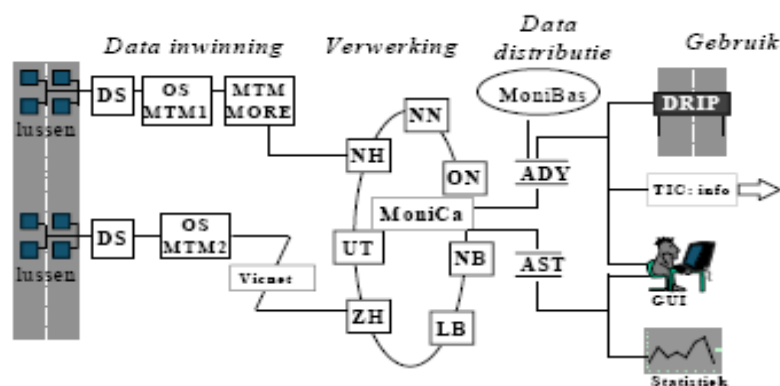 Data inwinning
Verwerking
Data
distributie
Gebruik
lussen
DS
OS
MTM1
MTM
MORE
NN
NH
ON
MoniCa
UT
NB
ZH
LB
MoniBas
ADY
AST
DRIP
TIC: info
GUI
Statistiek
lussen
DS
OS
MTM2
Vicnet